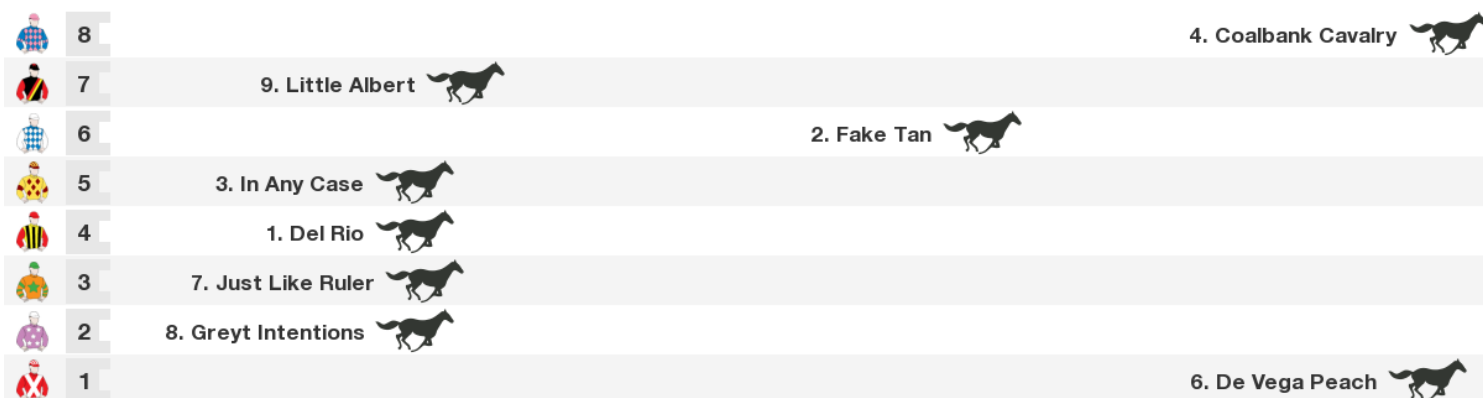 8 4. Coalbank Cavalry
7 9. Little Albert
6 2. Fake Tan
5 3. In Any Case
4 1. Del Rio
3 7. Just Like Ruler
2 8. Greyt Intentions
1 6. De Vega Peach